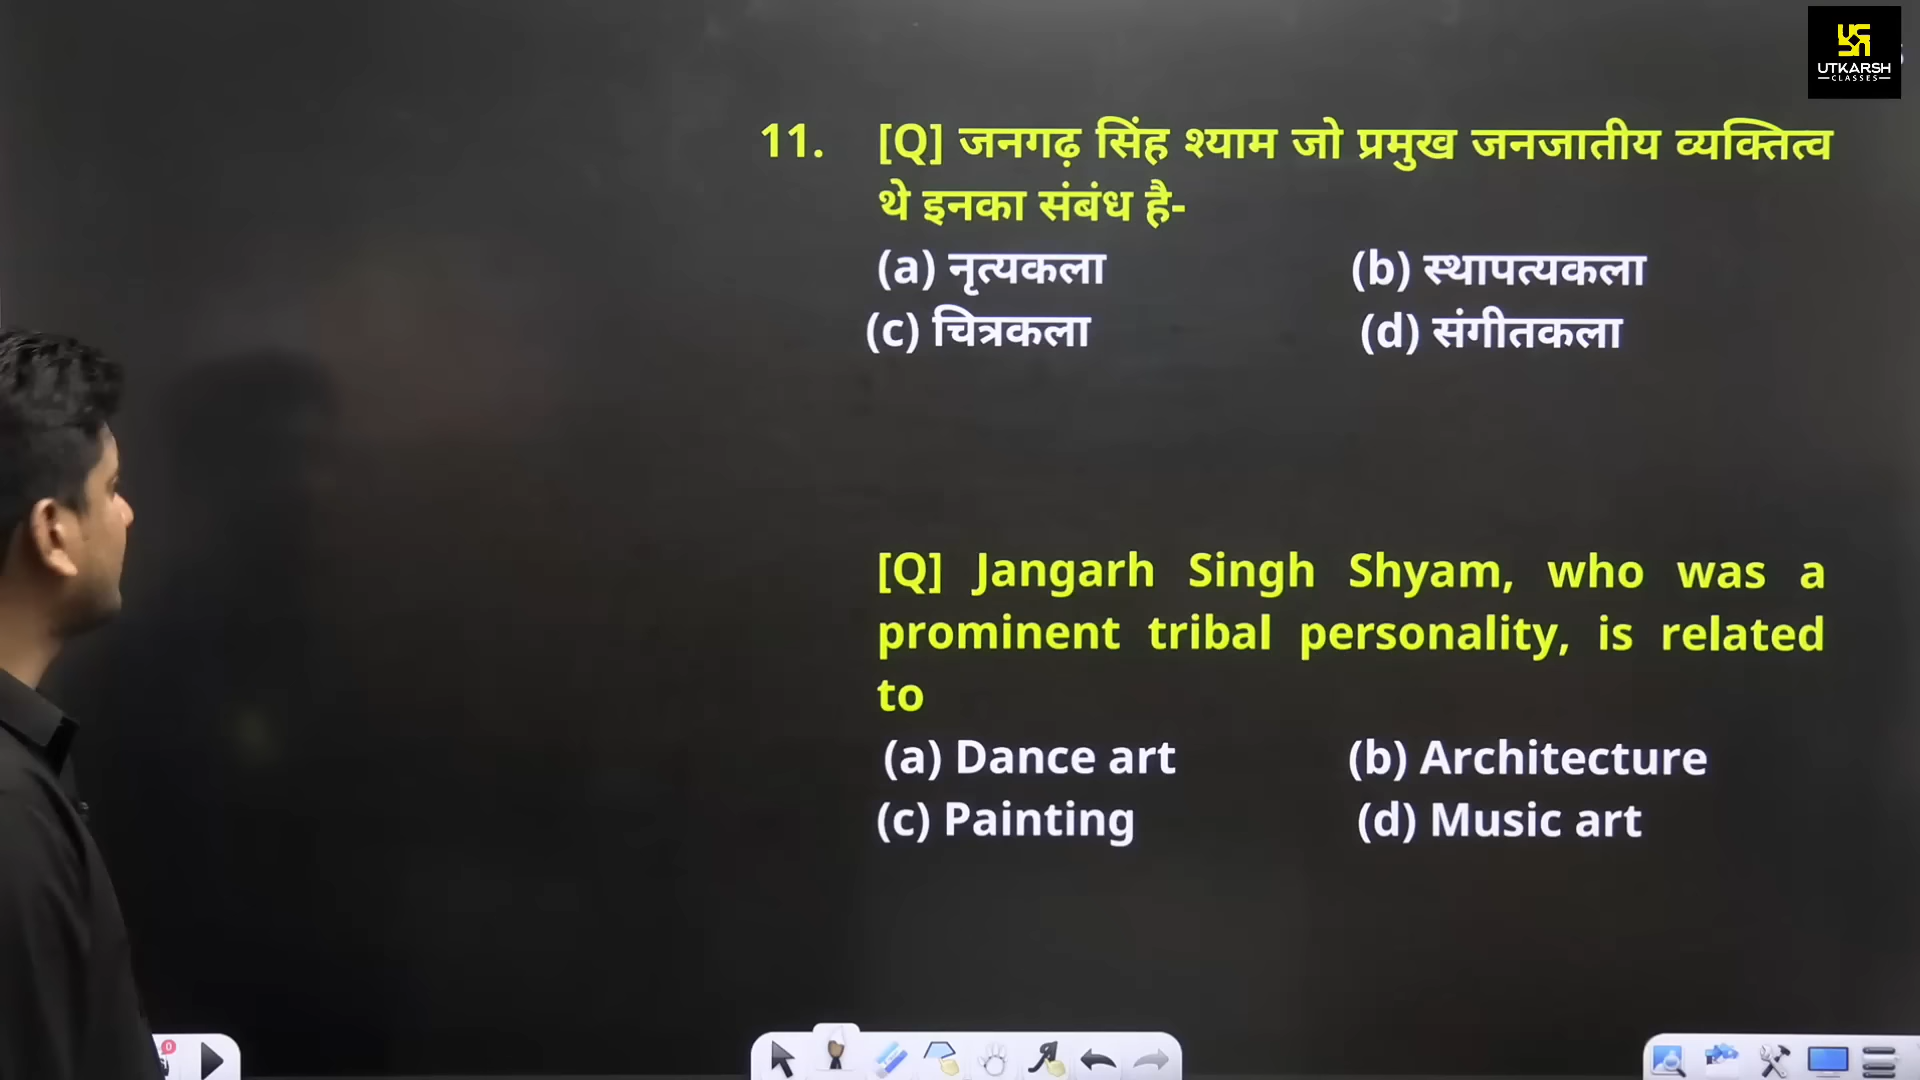 UTKARSH
CLASSES
11. [Q] जनगढ़ सिंह श्याम जो प्रमुख जनजातीय व्यक्तित्व
थे इनका संबंध है-
(a) नृत्यकला (b) स्थापत्यकला
(c) चित्रकला (d) संगीतकला
[Q] Jangarh Singh Shyam, who was a
prominent tribal personality, is related
to
(a) Dance art (b) Architecture
(c) Painting (d) Music art
0